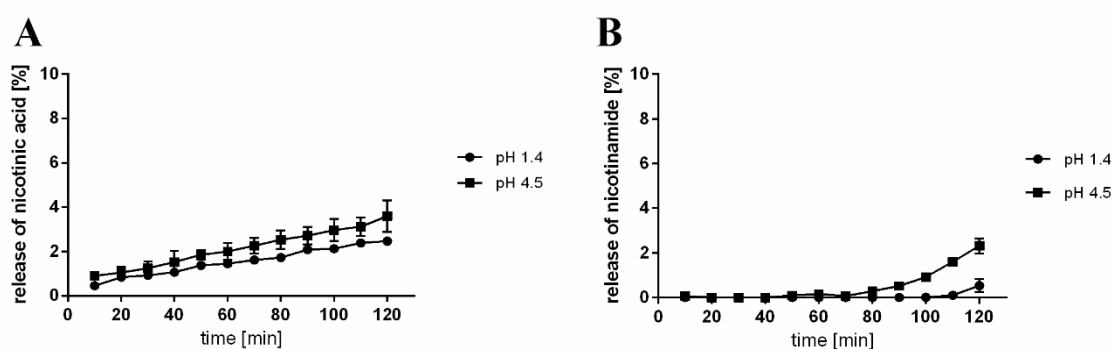 A
release of nicotinic acid [%]
10
8
6
4
2
0
0 20 40 60 80 100 120
time [min]
pH 1.4
pH 4.5
B
release of nicotinamide [%]
10
8
6
4
2
0
0 20 40 60 80 100 120
time [min]
pH 1.4
pH 4.5